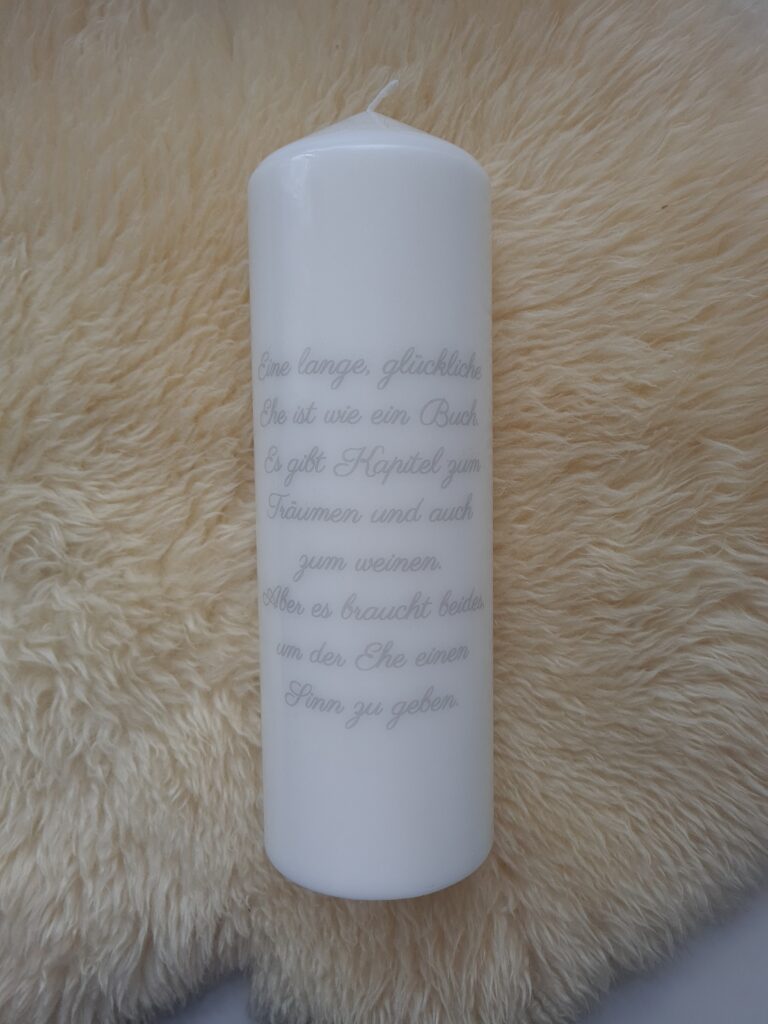 Eine lange, glückliche
Ehe ist wie ein Buch.
Es gibt Kapitel zum
Träumen und auch
zum weinen.
Aber es braucht beides,
um der Ehe einen
Sinn zu geben.